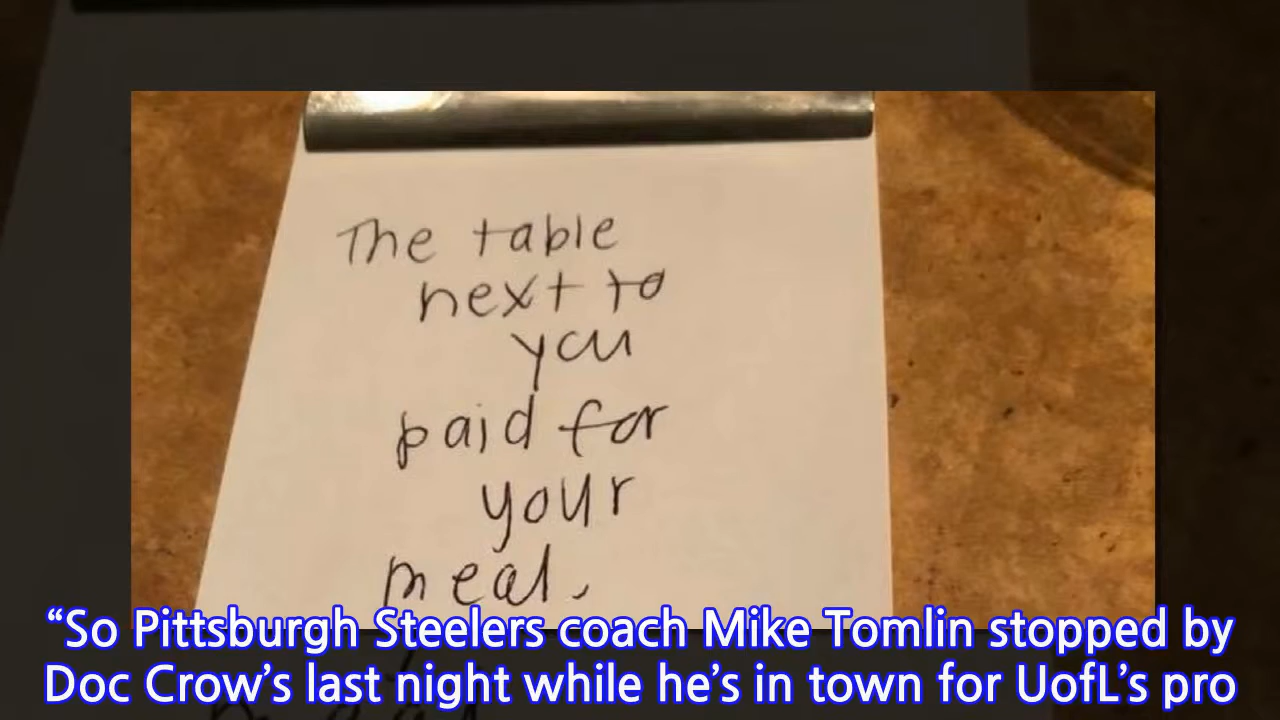 The table
next to
you
paid for
your
meal.
“So Pittsburgh Steelers coach Mike Tomlin stopped by
Doc Crow’s last night while he’s in town for UofL’s pro